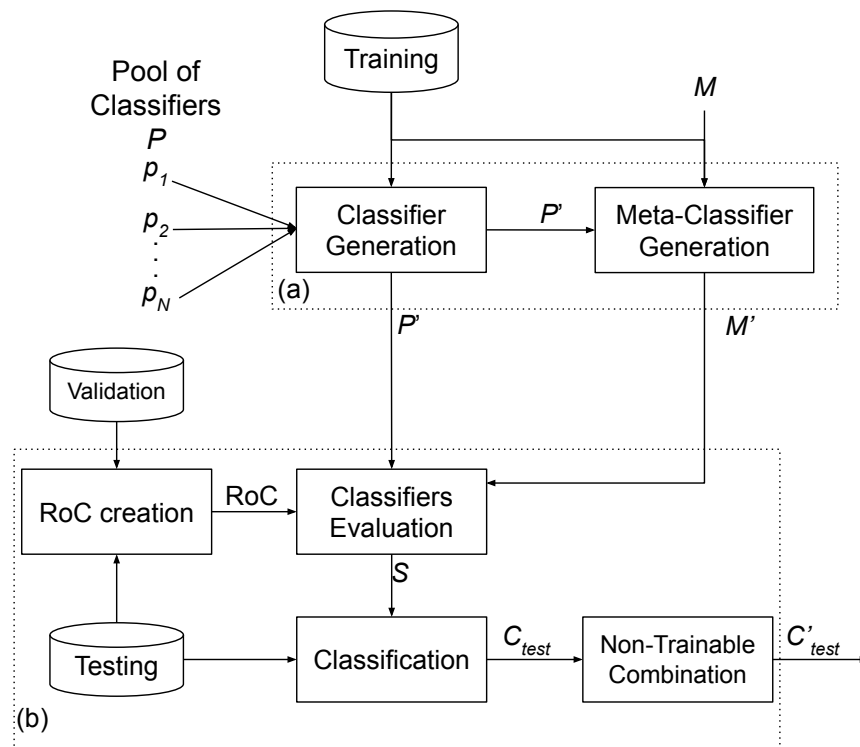 Training
Pool of
Classifiers
P
M
p1
p2
.
.
.
pN
Classifier
Generation
P'
Meta-Classifier
Generation
(a)
P'
M'
Validation
RoC creation
RoC
Classifiers
Evaluation
S
Testing
Classification
Ctest
Non-Trainable
Combination
C'test
(b)